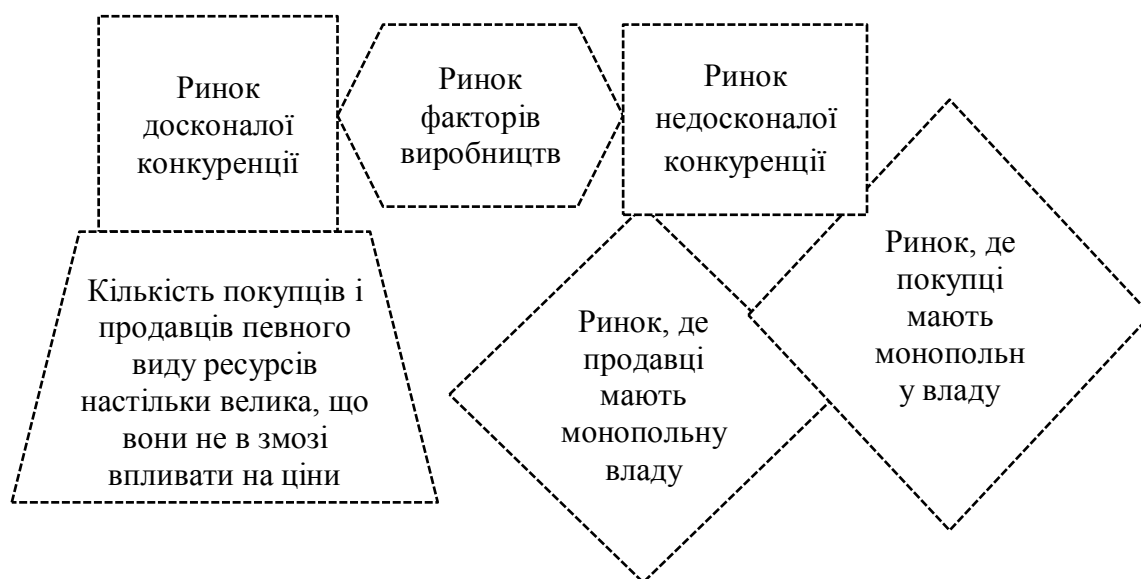 Ринок
досконалої
конкуренції
Ринок
факторів
виробництв
Ринок
недосконалої
конкуренції
Кількість покупців і
продавців певного
виду ресурсів
настільки велика, що
вони не в змозі
впливати на ціни
Ринок, де
продавці
мають
монопольну
владу
Ринок, де
покупці
мають
монопольн
у владу